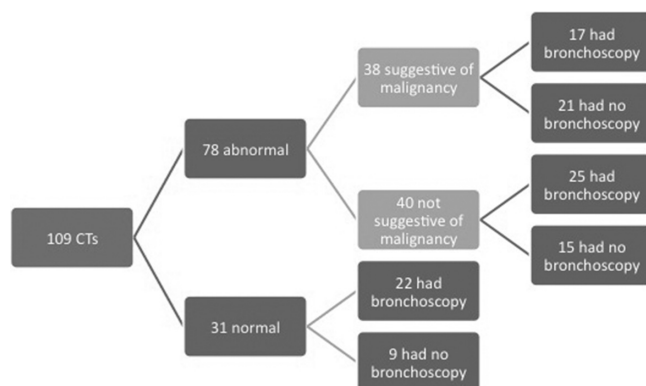 17 had
bronchoscopy
38 suggestive of
malignancy
21 had no
bronchoscopy
78 abnormal
25 had
bronchoscopy
40 not
suggestive of
malignancy
109 CTs
15 had no
bronchoscopy
22 had
bronchoscopy
31 normal
9 had no
bronchoscopy